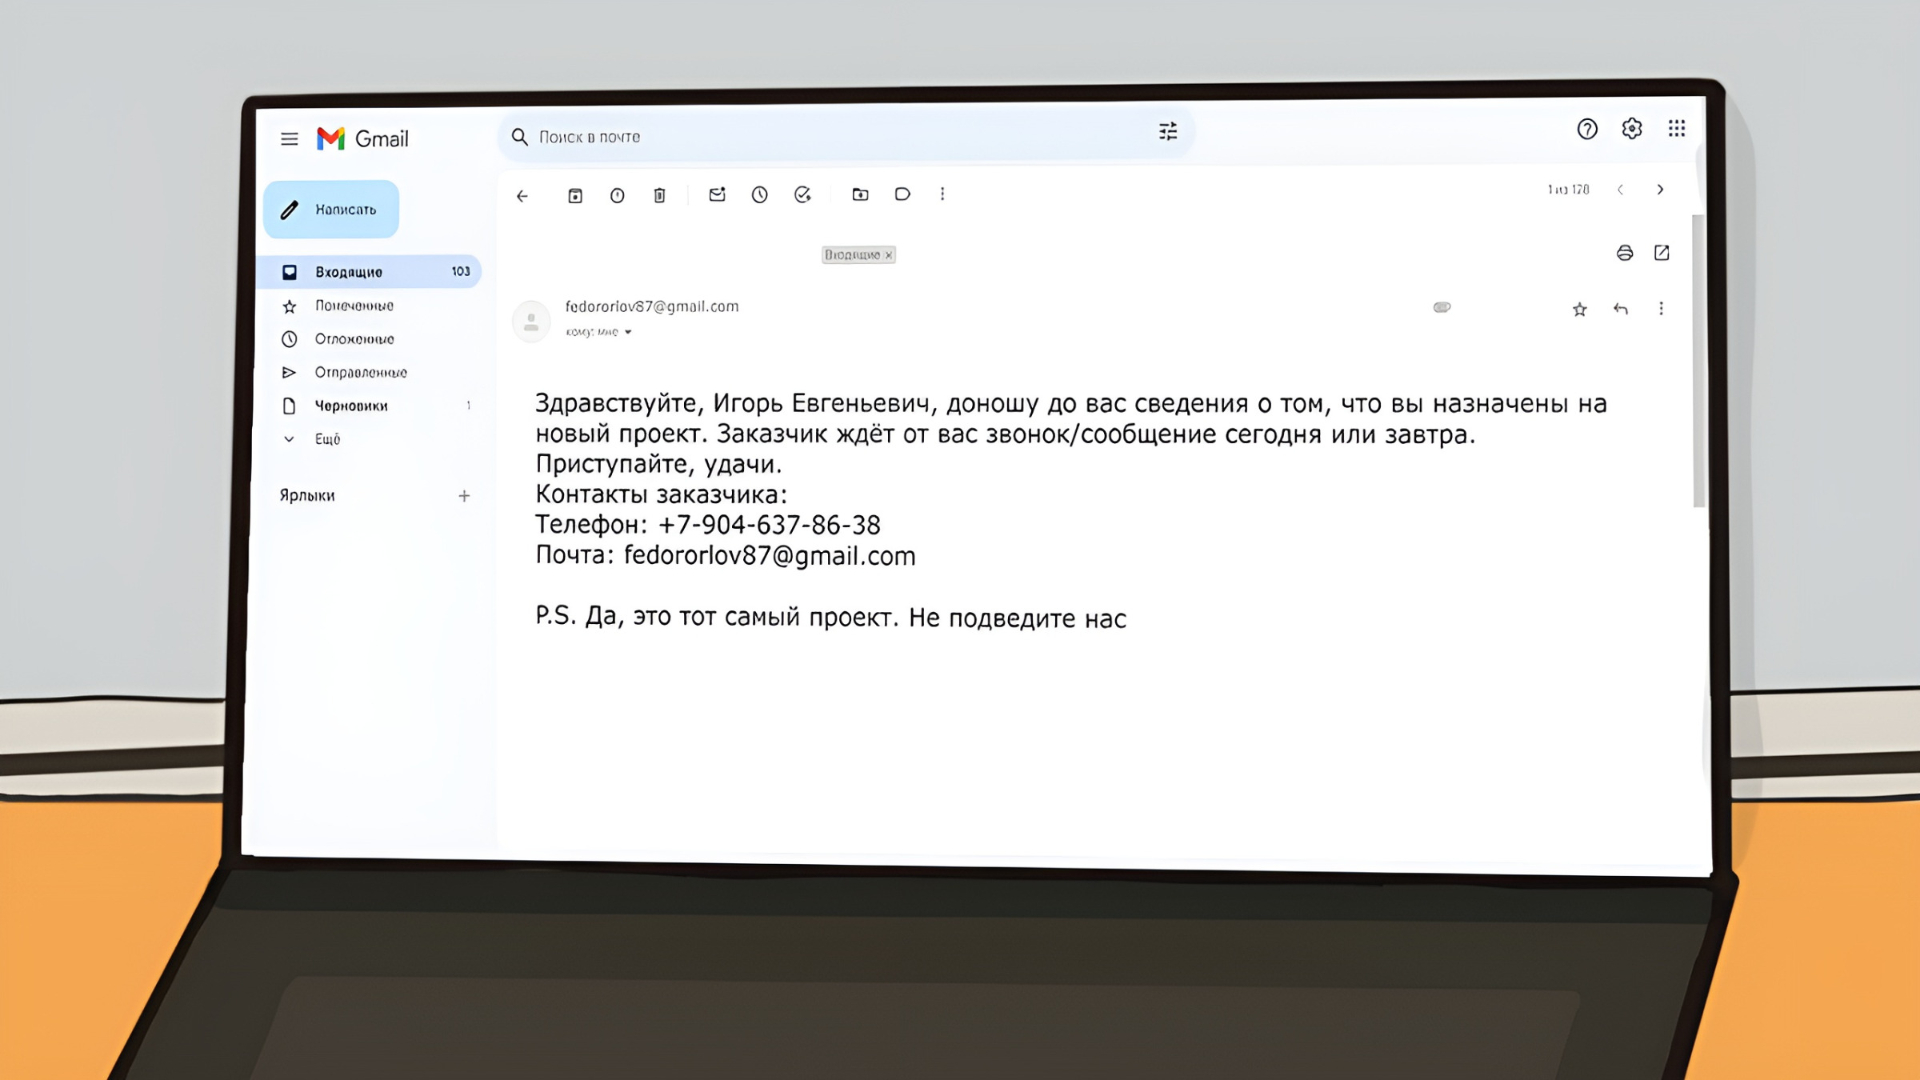 Gmail
Поиск в почте
Написать
1 из 128
Входящие 103
Входящие ×
Помеченные
fedororlov87@gmail.com
кому: мне
Отложенные
Отправленные
Черновики 1
Ещё
Ярлыки +
Здравствуйте, Игорь Евгеньевич, доношу до вас сведения о том, что вы назначены на
новый проект. Заказчик ждёт от вас звонок/сообщение сегодня или завтра.
Приступайте, удачи.
Контакты заказчика:
Телефон: +7-904-637-86-38
Почта: fedororlov87@gmail.com
P.S. Да, это тот самый проект. Не подведите нас